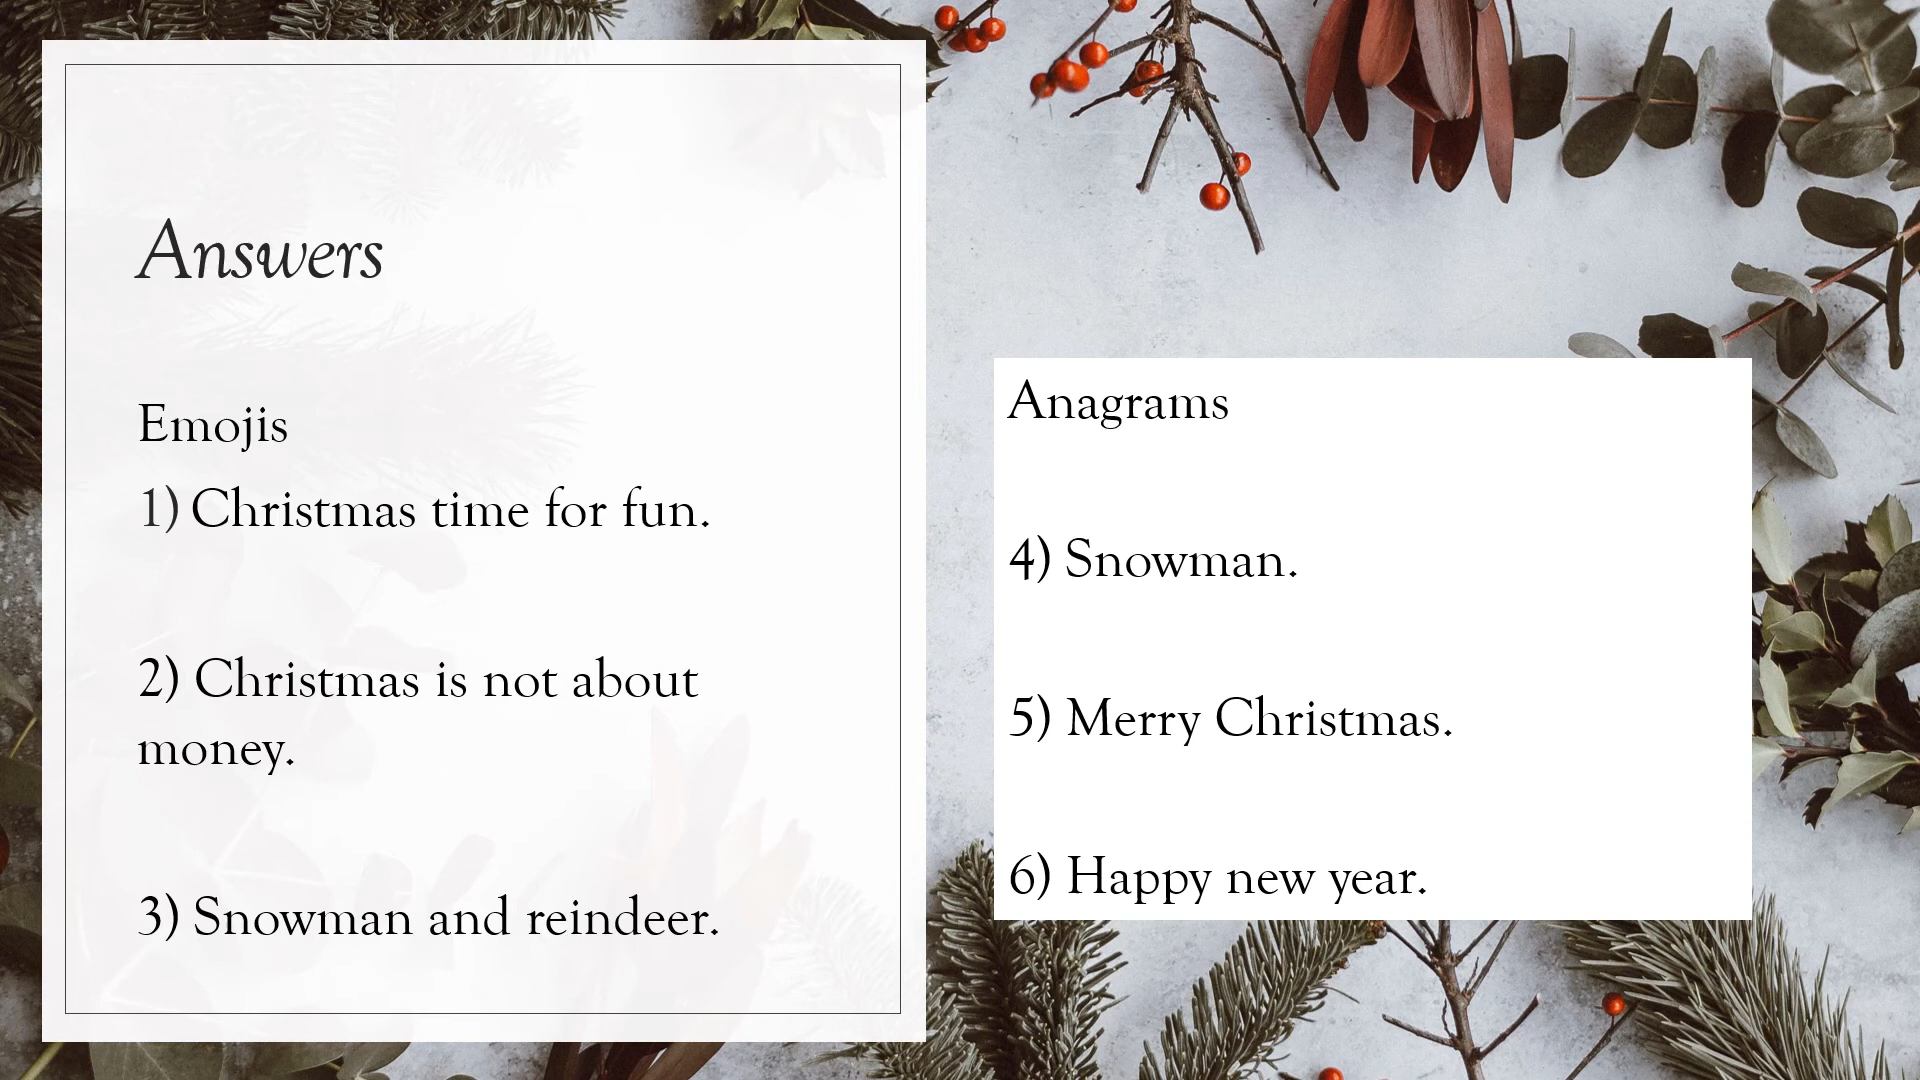 Answers
Emojis
1) Christmas time for fun.
2) Christmas is not about
money.
3) Snowman and reindeer.
Anagrams
4) Snowman.
5) Merry Christmas.
6) Happy new year.